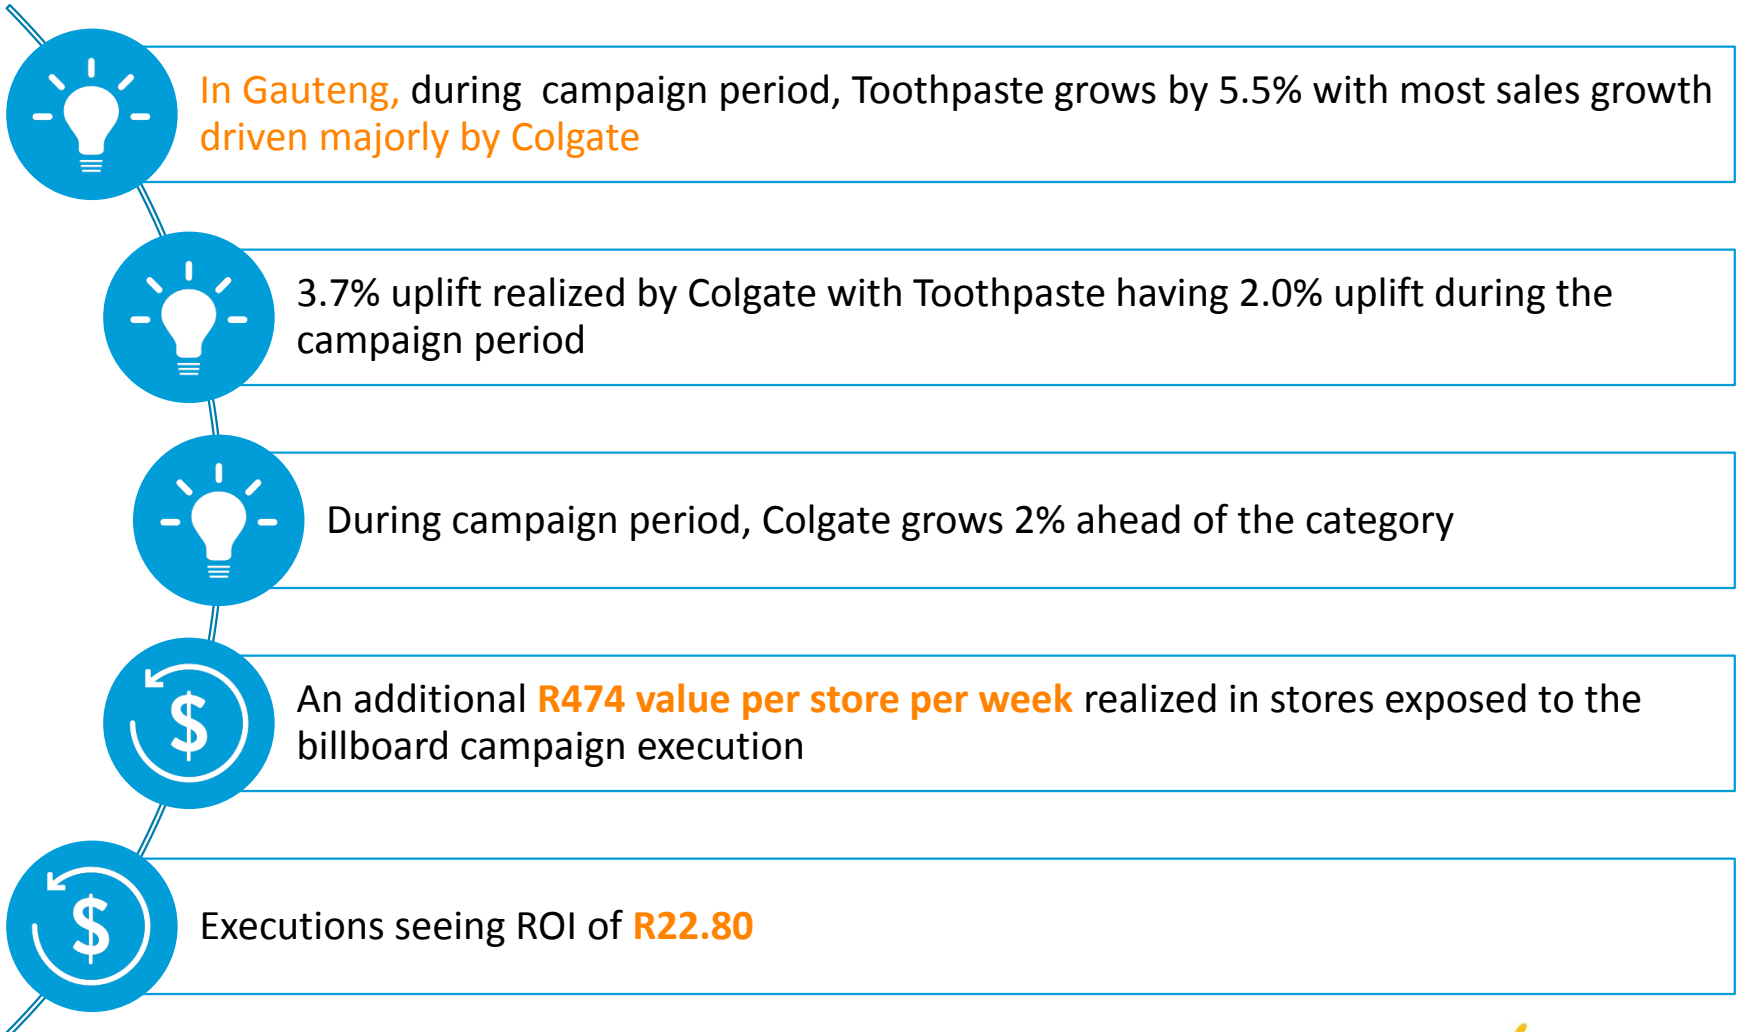 In Gauteng, during campaign period, Toothpaste grows by 5.5% with most sales growth
driven majorly by Colgate
3.7% uplift realized by Colgate with Toothpaste having 2.0% uplift during the
campaign period
During campaign period, Colgate grows 2% ahead of the category
An additional R474 value per store per week realized in stores exposed to the
billboard campaign execution
$
Executions seeing ROI of R22.80
$